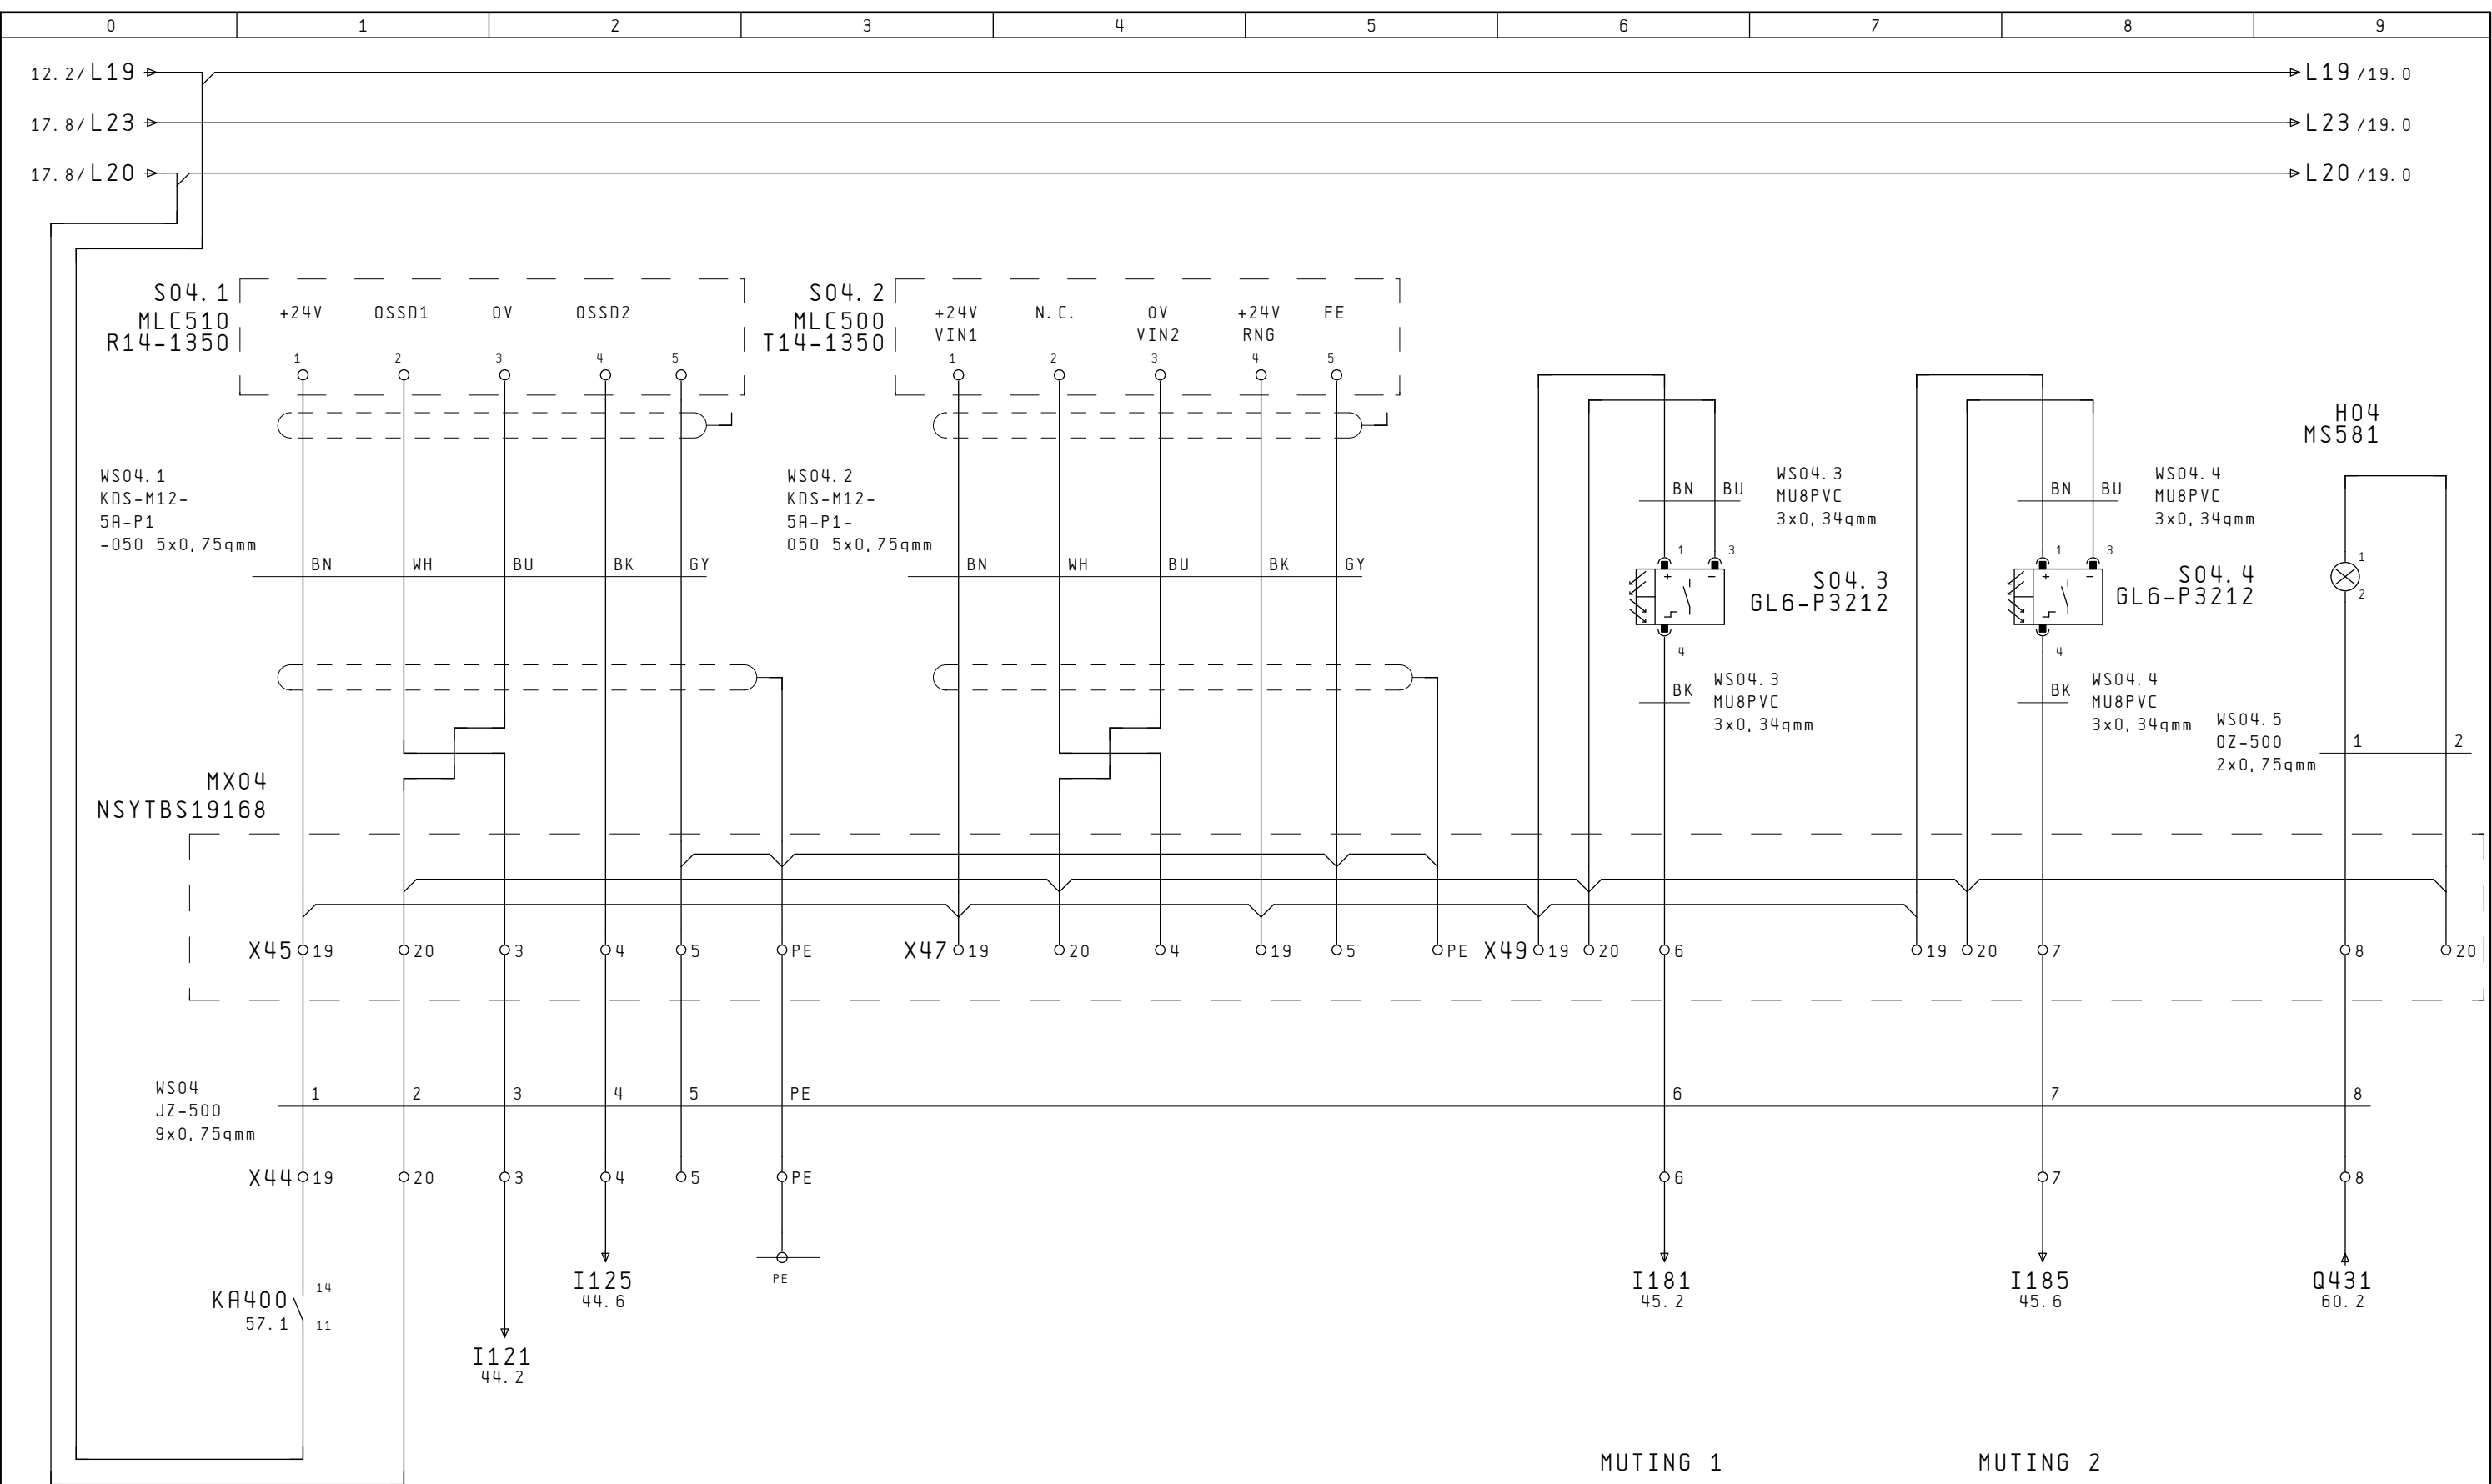 0 1 2 3 4 5 6 7 8 9
12.2/L19 L19/19.0
17.8/L23 L23/19.0
17.8/L20 L20/19.0
S04.1
MLC510
R14-1350
+24V OSSD1 0V OSSD2
1 2 3 4 5
S04.2
MLC500
T14-1350
+24V N.C. 0V +24V FE
VIN1 VIN2 RNG
1 2 3 4 5
H04
MS581
WS04.1
KDS-M12-
5A-P1
-050 5x0,75qmm
BN WH BU BK GY
WS04.2
KDS-M12-
5A-P1-
050 5x0,75qmm
BN WH BU BK GY
BN BU
WS04.3
MU8PVC
3x0,34qmm
BN BU
WS04.4
MU8PVC
3x0,34qmm
1 3
+ -
S04.3
GL6-P3212
4
1 3
+ -
S04.4
GL6-P3212
4
1
2
BK
WS04.3
MU8PVC
3x0,34qmm
BK
WS04.4
MU8PVC
3x0,34qmm
WS04.5
OZ-500
2x0,75qmm
1 2
MX04
NSYTBS19168
X45 19 20 3 4 5 PE X47 19 20 4 19 5 PE X49 19 20 6 19 20 7 8 20
WS04
JZ-500
9x0,75qmm
1 2 3 4 5 PE 6 7 8
X44 19 20 3 4 5 PE 6 7 8
KA400
57.1
14
11
I121
44.2
I125
44.6
PE
I181
45.2
I185
45.6
Q431
60.2
MUTING 1 MUTING 2